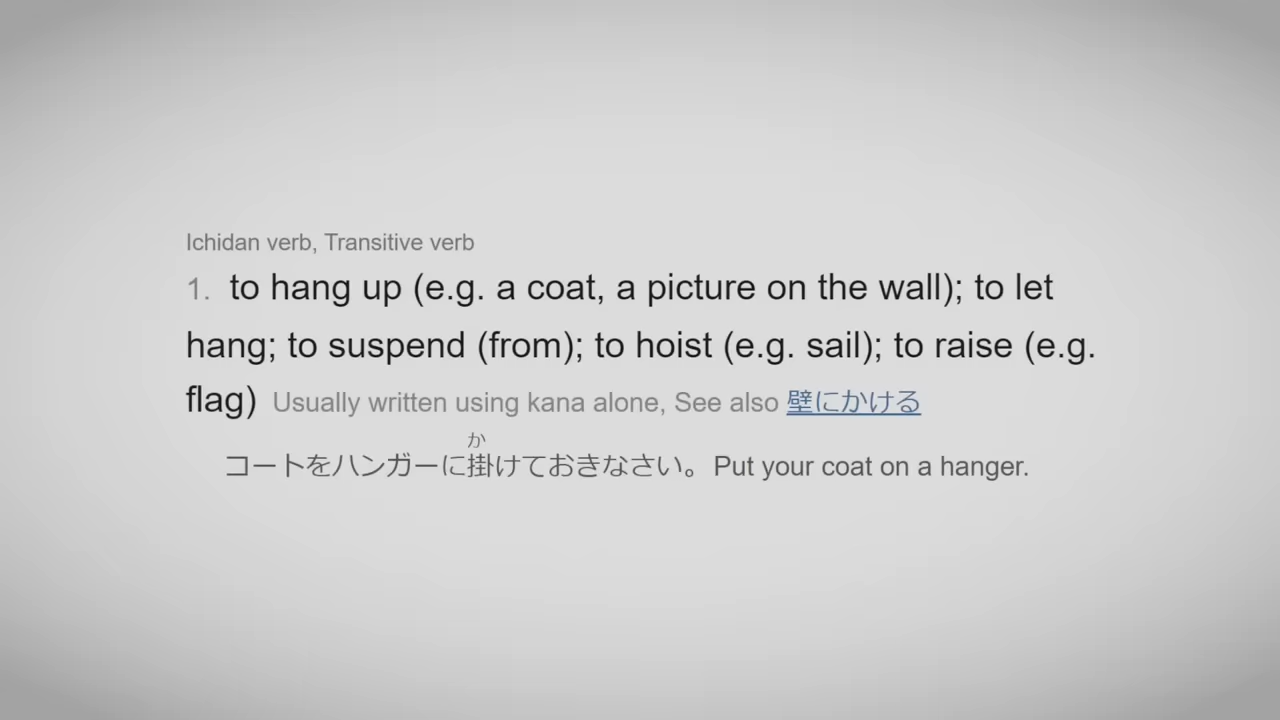 Ichidan verb, Transitive verb
1. to hang up (e.g. a coat, a picture on the wall); to let
hang; to suspend (from); to hoist (e.g. sail); to raise (e.g.
flag) Usually written using kana alone, See also 壁にかける
か
コートをハンガーに掛けておきなさい。 Put your coat on a hanger.